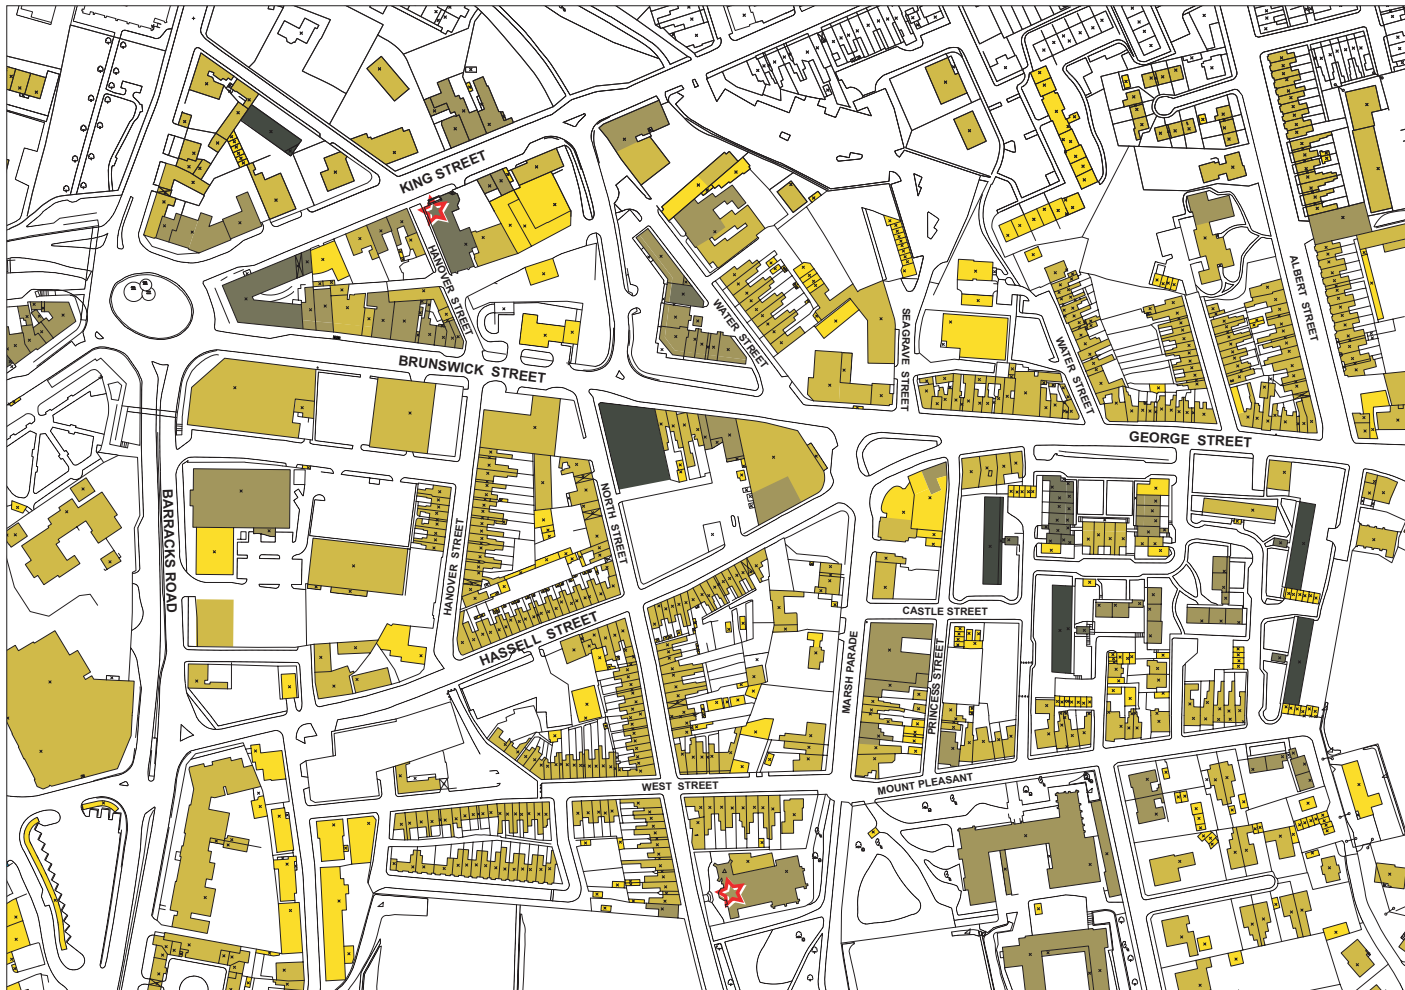 KING STREET
HANOVER STREET
WATER STREET
SEAGRAVE STREET
WATER STREET
ALBERT STREET
BRUNSWICK STREET
GEORGE STREET
BARRACKS ROAD
HANOVER STREET
NORTH STREET
HASSELL STREET
CASTLE STREET
MARSH PARADE
PRINCESS STREET
WEST STREET
MOUNT PLEASANT